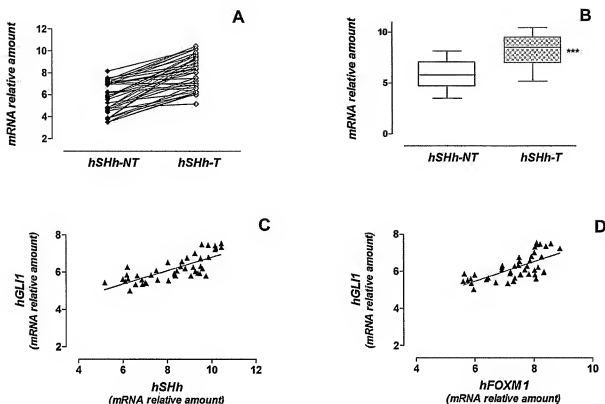 A
mRNA relative amount
12
10
8
6
4
2
hSHh-NT
hSHh-T
B
mRNA relative amount
10
5
0
***
hSHh-NT
hSHh-T
C
hGLI1
(mRNA relative amount)
8
6
4
2
4
6
8
10
12
hSHh
(mRNA relative amount)
D
hGLI1
(mRNA relative amount)
8
6
4
2
4
6
8
10
hFOXM1
(mRNA relative amount)